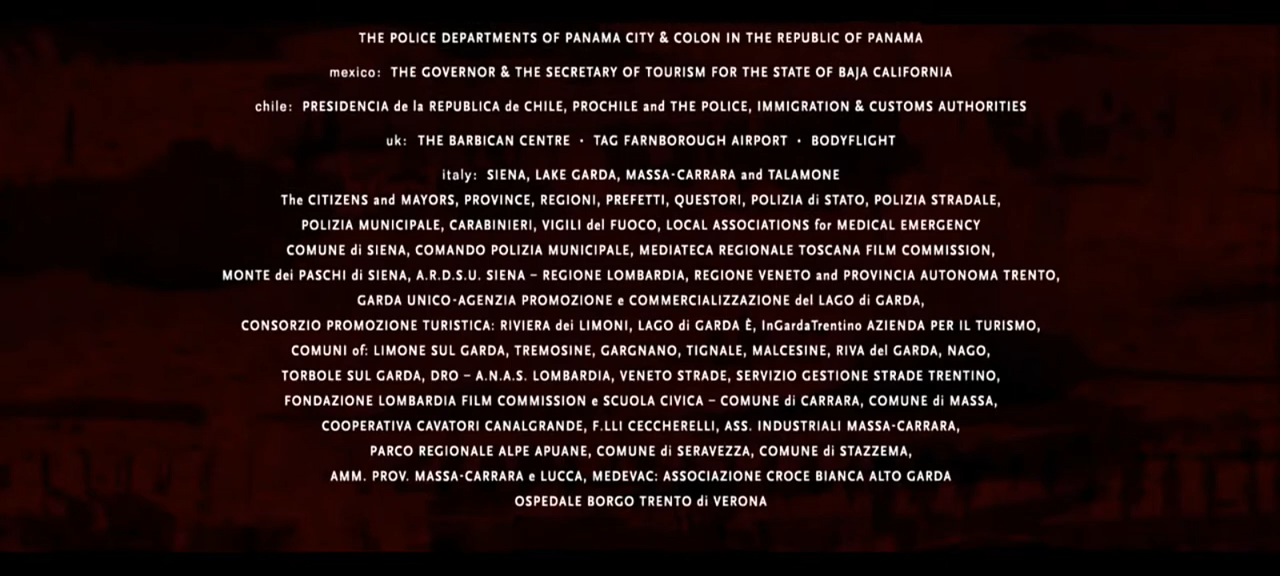 THE POLICE DEPARTMENTS OF PANAMA CITY & COLON IN THE REPUBLIC OF PANAMA
mexico: THE GOVERNOR & THE SECRETARY OF TOURISM FOR THE STATE OF BAJA CALIFORNIA
chile: PRESIDENCIA de la REPUBLICA de CHILE, PROCHILE and THE POLICE, IMMIGRATION & CUSTOMS AUTHORITIES
uk: THE BARBICAN CENTRE • TAG FARNBOROUGH AIRPORT • BODYFLIGHT
italy: SIENA, LAKE GARDA, MASSA-CARRARA and TALAMONE
The CITIZENS and MAYORS, PROVINCE, REGIONI, PREFETTI, QUESTORI, POLIZIA di STATO, POLIZIA STRADALE,
POLIZIA MUNICIPALE, CARABINIERI, VIGILI del FUOCO, LOCAL ASSOCIATIONS for MEDICAL EMERGENCY
COMUNE di SIENA, COMANDO POLIZIA MUNICIPALE, MEDIATECA REGIONALE TOSCANA FILM COMMISSION,
MONTE dei PASCHI di SIENA, A.R.D.S.U. SIENA – REGIONE LOMBARDIA, REGIONE VENETO and PROVINCIA AUTONOMA TRENTO,
GARDA UNICO-AGENZIA PROMOZIONE e COMMERCIALIZZAZIONE del LAGO di GARDA,
CONSORZIO PROMOZIONE TURISTICA: RIVIERA dei LIMONI, LAGO di GARDA È, InGardaTrentino AZIENDA PER IL TURISMO,
COMUNI of: LIMONE SUL GARDA, TREMOSINE, GARGNANO, TIGNALE, MALCESINE, RIVA del GARDA, NAGO,
TORBOLE SUL GARDA, DRO – A.N.A.S. LOMBARDIA, VENETO STRADE, SERVIZIO GESTIONE STRADE TRENTINO,
FONDAZIONE LOMBARDIA FILM COMMISSION e SCUOLA CIVICA – COMUNE di CARRARA, COMUNE di MASSA,
COOPERATIVA CAVATORI CANALGRANDE, F.LLI CECCHERELLI, ASS. INDUSTRIALI MASSA-CARRARA,
PARCO REGIONALE ALPE APUANE, COMUNE di SERAVEZZA, COMUNE di STAZZEMA,
AMM. PROV. MASSA-CARRARA e LUCCA, MEDEVAC: ASSOCIAZIONE CROCE BIANCA ALTO GARDA
OSPEDALE BORGO TRENTO di VERONA